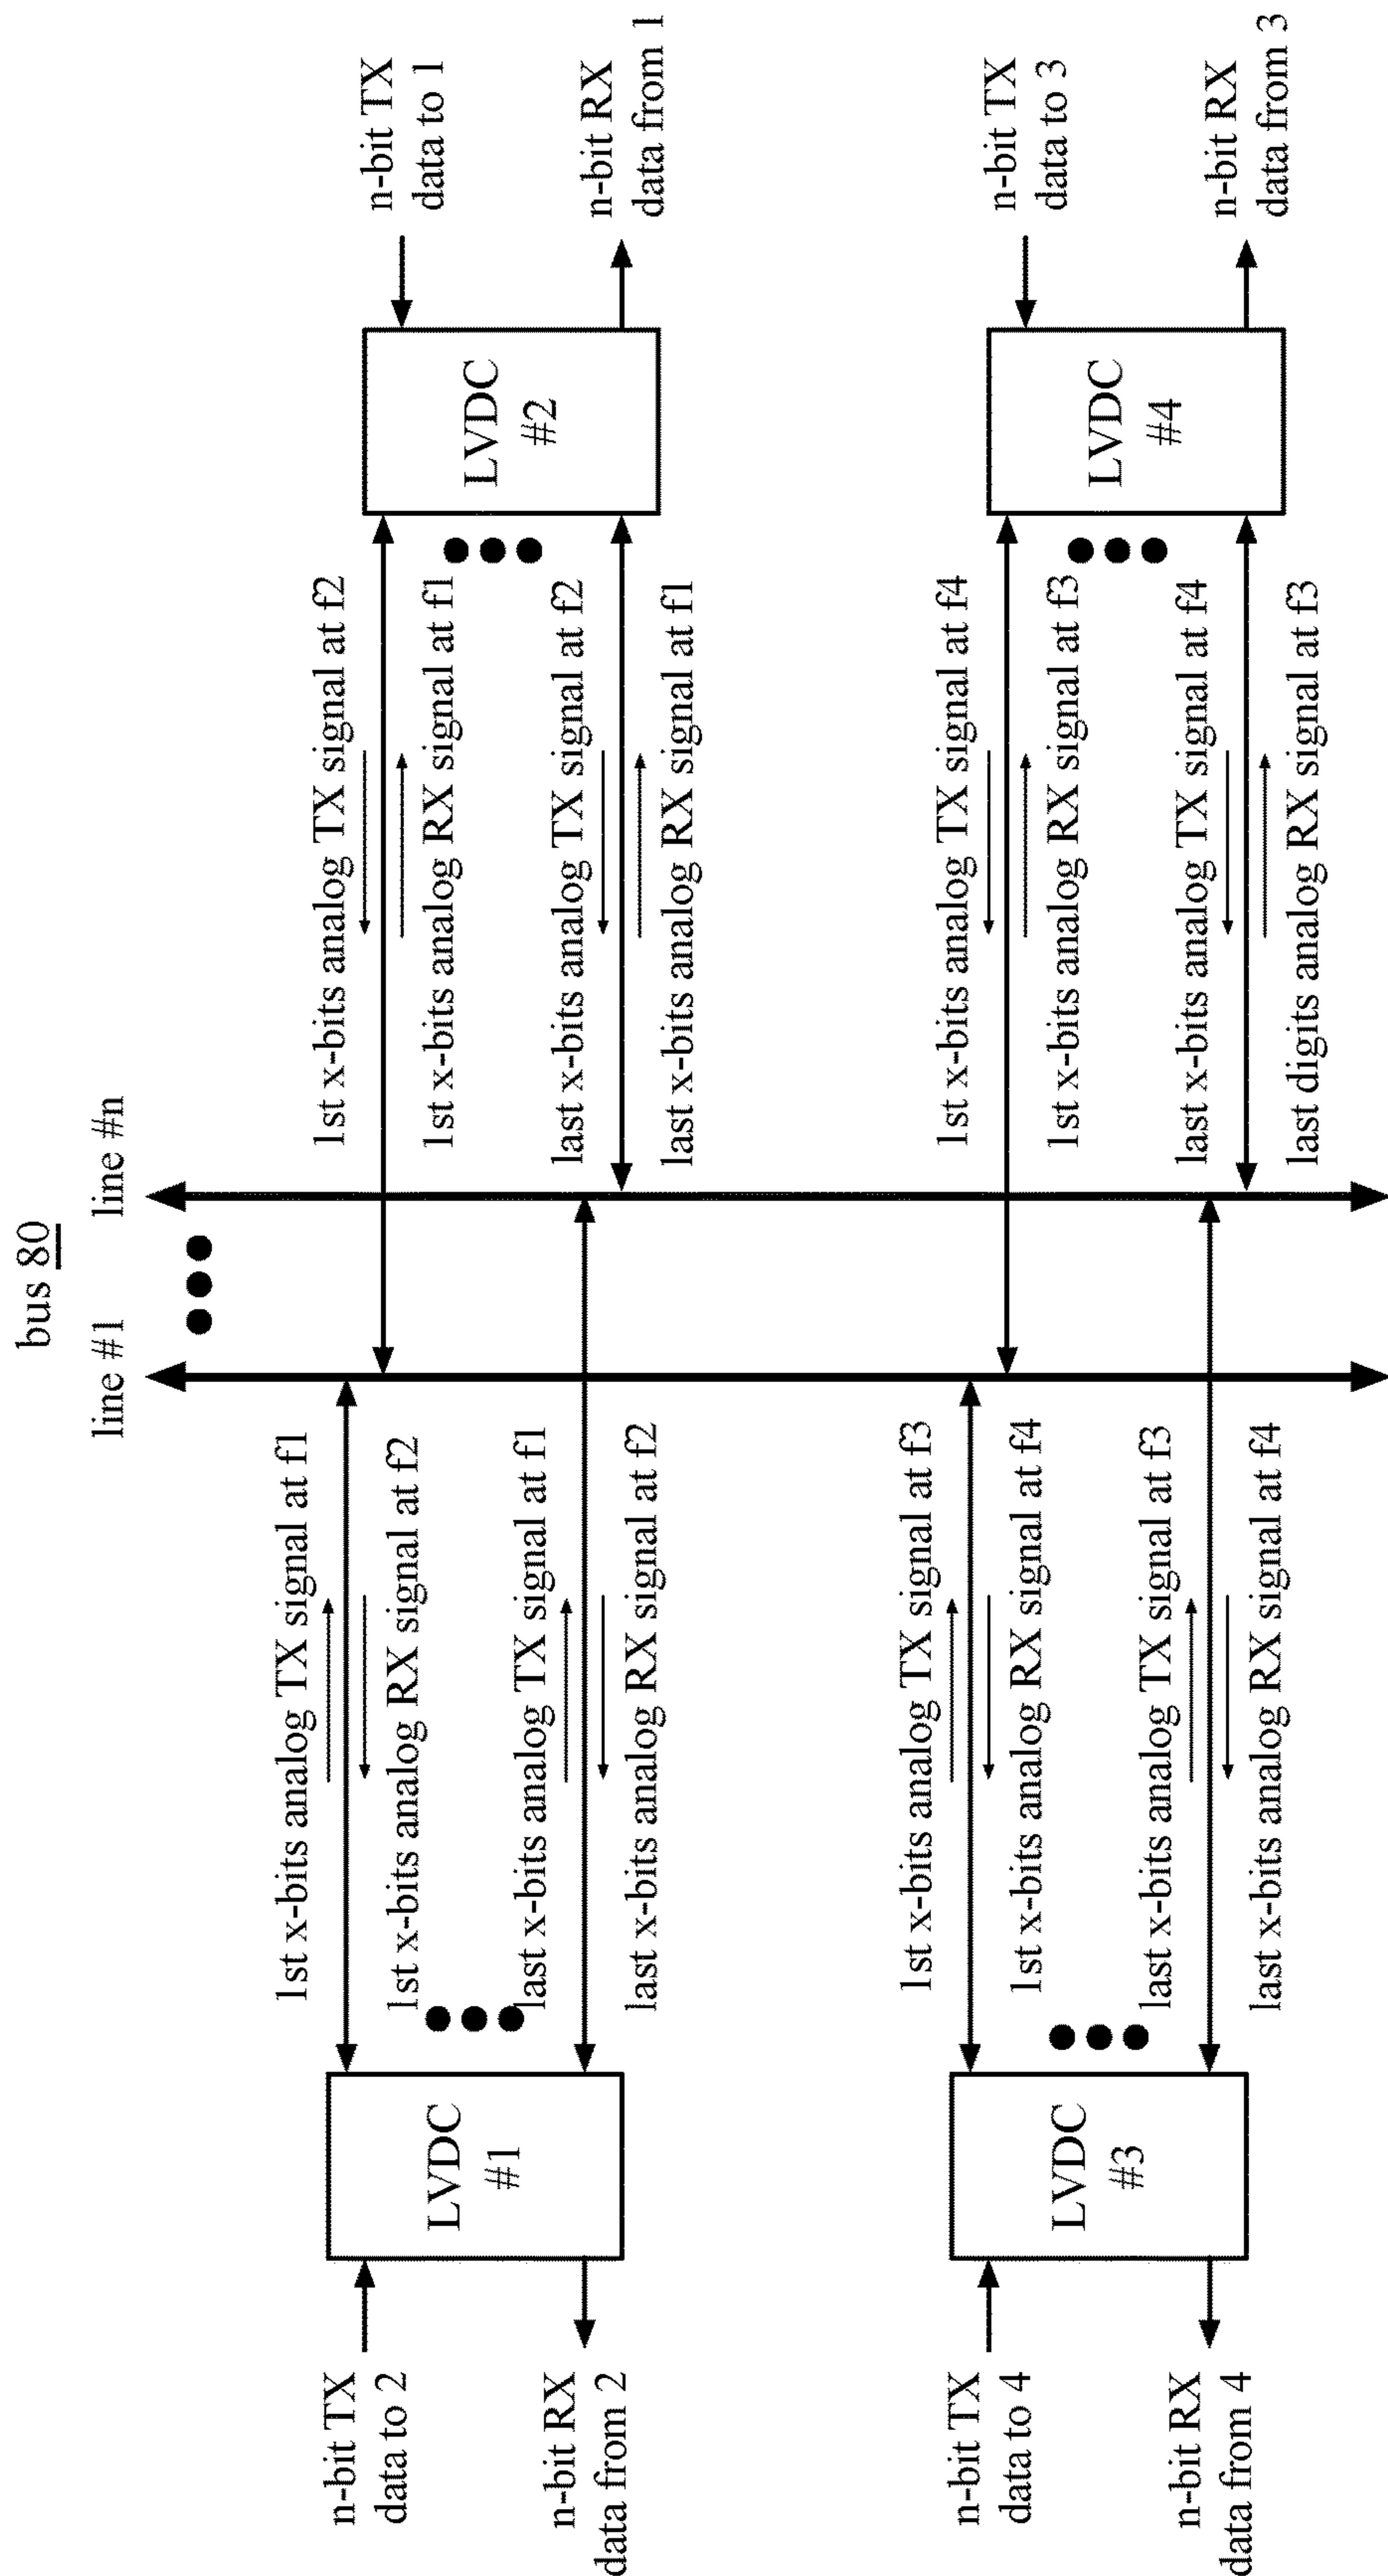 bus 80
line #1
line #n
n-bit TX
data to 2
n-bit RX
data from 2
LVDC
#1
1st x-bits analog TX signal at f1
1st x-bits analog RX signal at f2
last x-bits analog TX signal at f1
last x-bits analog RX signal at f2
1st x-bits analog TX signal at f2
1st x-bits analog RX signal at f1
last x-bits analog TX signal at f2
last x-bits analog RX signal at f1
LVDC
#2
n-bit TX
data to 1
n-bit RX
data from 1
n-bit TX
data to 4
n-bit RX
data from 4
LVDC
#3
1st x-bits analog TX signal at f3
1st x-bits analog RX signal at f4
last x-bits analog TX signal at f3
last x-bits analog RX signal at f4
1st x-bits analog TX signal at f4
1st x-bits analog RX signal at f3
last x-bits analog TX signal at f4
last digits analog RX signal at f3
LVDC
#4
n-bit TX
data to 3
n-bit RX
data from 3